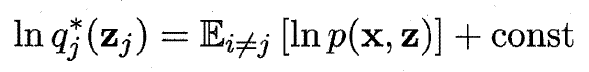 ln q*_j(z_j) = 𝔼_{i≠j} [ln p(x, z)] + const